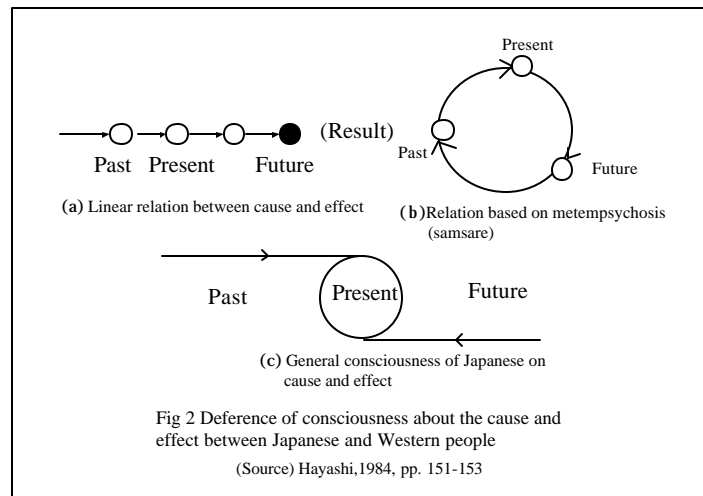 (Result)
Past Present Future
(a) Linear relation between cause and effect
Present
Past
Future
(b)Relation based on metempsychosis
(samsare)
Past Present Future
(c) General consciousness of Japanese on
cause and effect
Fig 2 Deference of consciousness about the cause and
effect between Japanese and Western people
(Source) Hayashi,1984, pp. 151-153